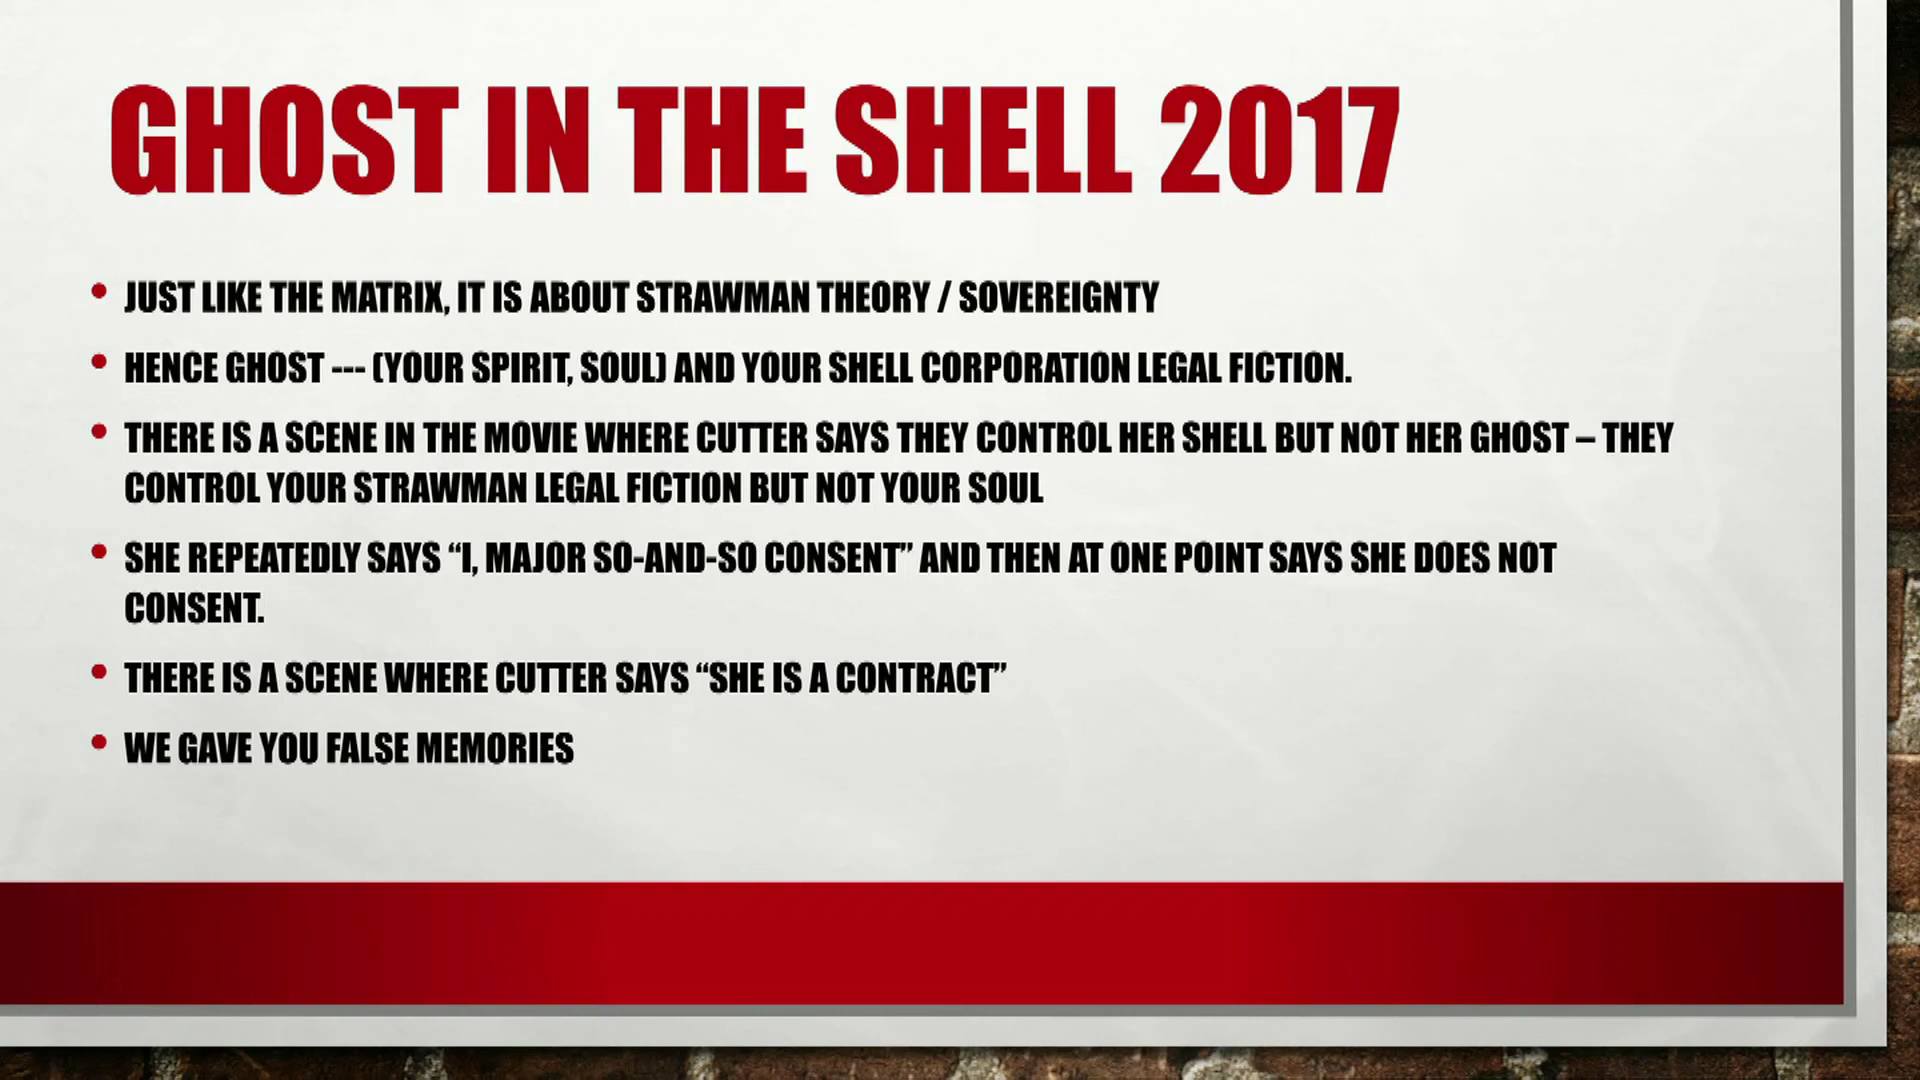 GHOST IN THE SHELL 2017
• JUST LIKE THE MATRIX, IT IS ABOUT STRAWMAN THEORY / SOVEREIGNTY
• HENCE GHOST --- (YOUR SPIRIT, SOUL) AND YOUR SHELL CORPORATION LEGAL FICTION.
• THERE IS A SCENE IN THE MOVIE WHERE CUTTER SAYS THEY CONTROL HER SHELL BUT NOT HER GHOST – THEY
CONTROL YOUR STRAWMAN LEGAL FICTION BUT NOT YOUR SOUL
• SHE REPEATEDLY SAYS “I, MAJOR SO-AND-SO CONSENT” AND THEN AT ONE POINT SAYS SHE DOES NOT
CONSENT.
• THERE IS A SCENE WHERE CUTTER SAYS “SHE IS A CONTRACT”
• WE GAVE YOU FALSE MEMORIES